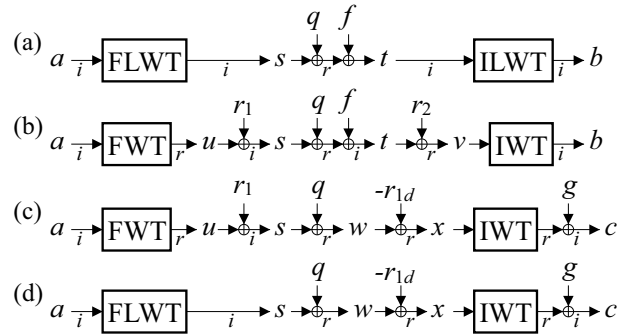 q f
(a) a i FLWT i s r r t i ILWT i b
r1 q f r2
(b) a i FWT r u i s r i t r v IWT i b
r1 q -r1d g
(c) a i FWT r u i s r w r x IWT r i c
q -r1d g
(d) a i FLWT i s r w r x IWT r i c